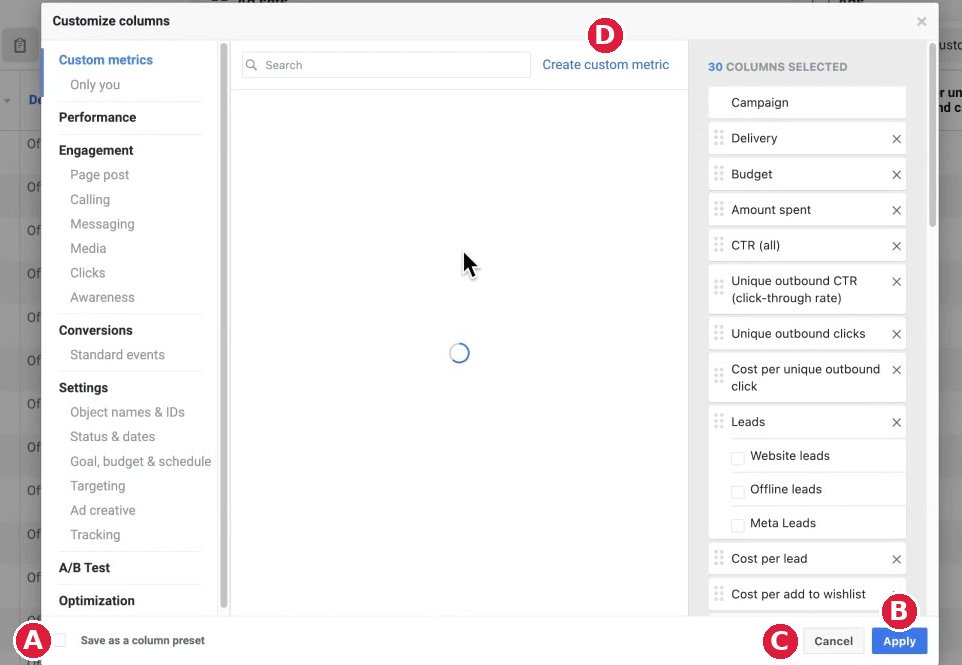 Ad sets
Ads
Customize columns
×
D
Custom metrics
Only you
Performance
Engagement
Page post
Calling
Messaging
Media
Clicks
Awareness
Conversions
Standard events
Settings
Object names & IDs
Status & dates
Goal, budget & schedule
Targeting
Ad creative
Tracking
A/B Test
Optimization
Search
Create custom metric
30 COLUMNS SELECTED
Campaign
Delivery
Budget
Amount spent
CTR (all)
Unique outbound CTR
(click-through rate)
Unique outbound clicks
Cost per unique outbound
click
Leads
Website leads
Offline leads
Meta Leads
Cost per lead
Cost per add to wishlist
A
Save as a column preset
C
Cancel
B
Apply